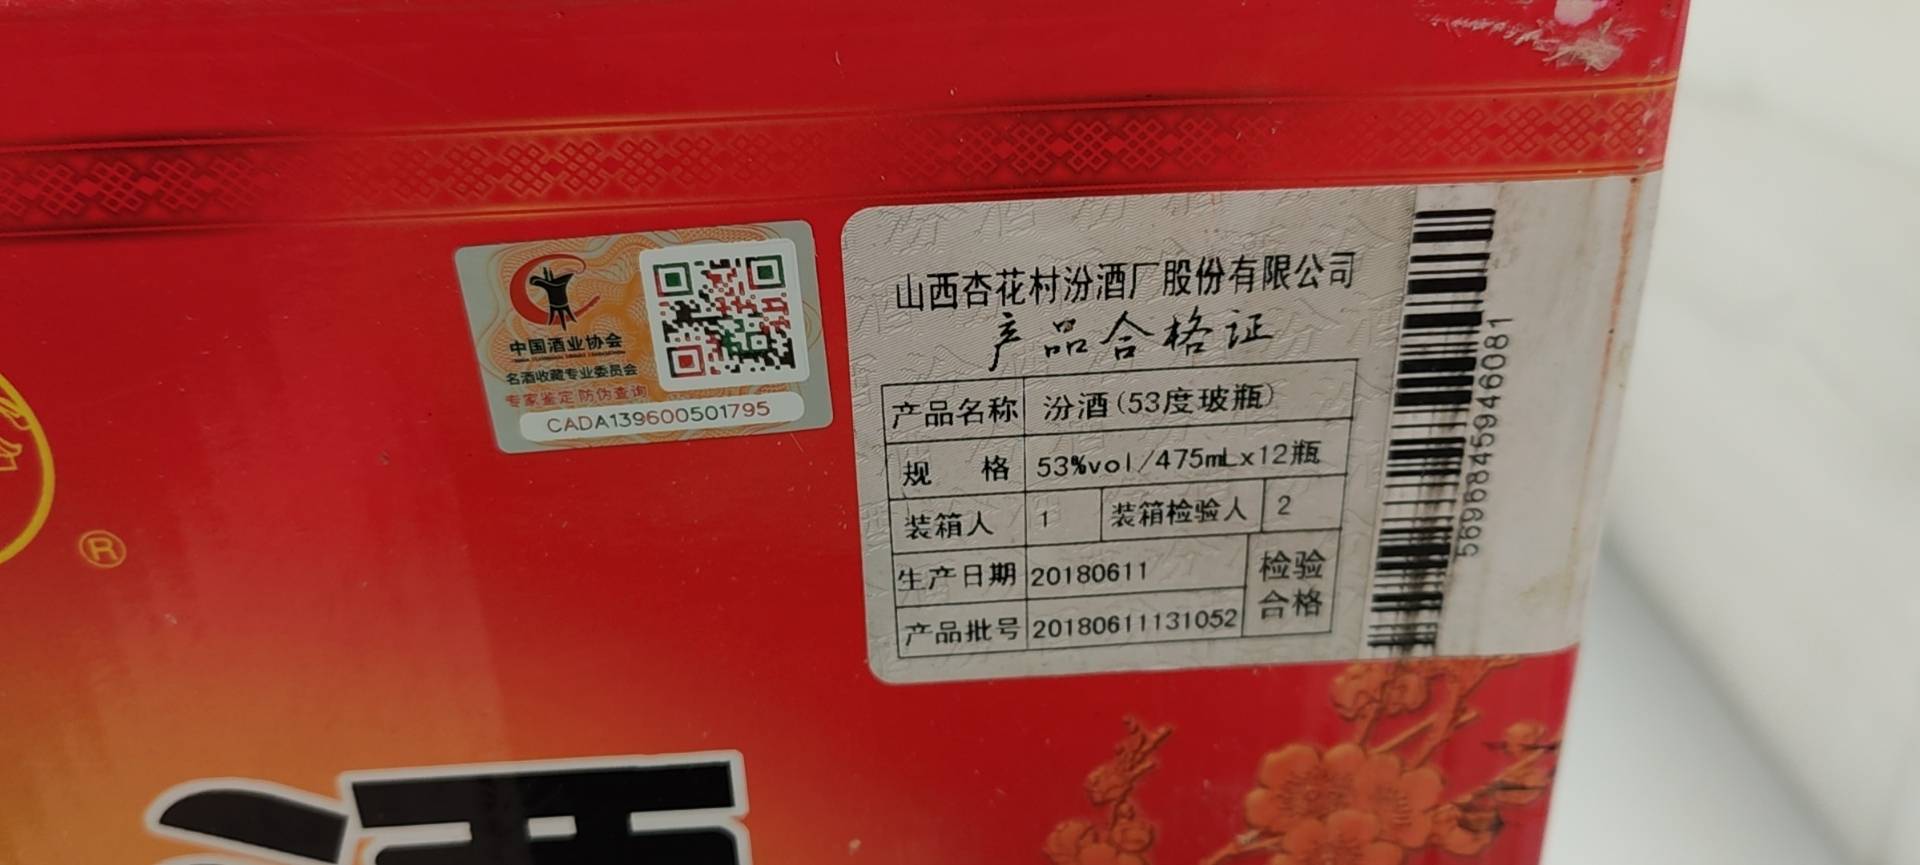 中国酒业协会
名酒收藏专业委员会
专家鉴定 防伪查询
CADA139600501795
山西杏花村汾酒厂股份有限公司
产品合格证
产品名称 汾酒(53度玻瓶)
规 格 53%vol/475mLx12瓶
装箱人 1 装箱检验人 2
生产日期 20180611
检验合格
产品批号 20180611131052
5696845946081
®
酒